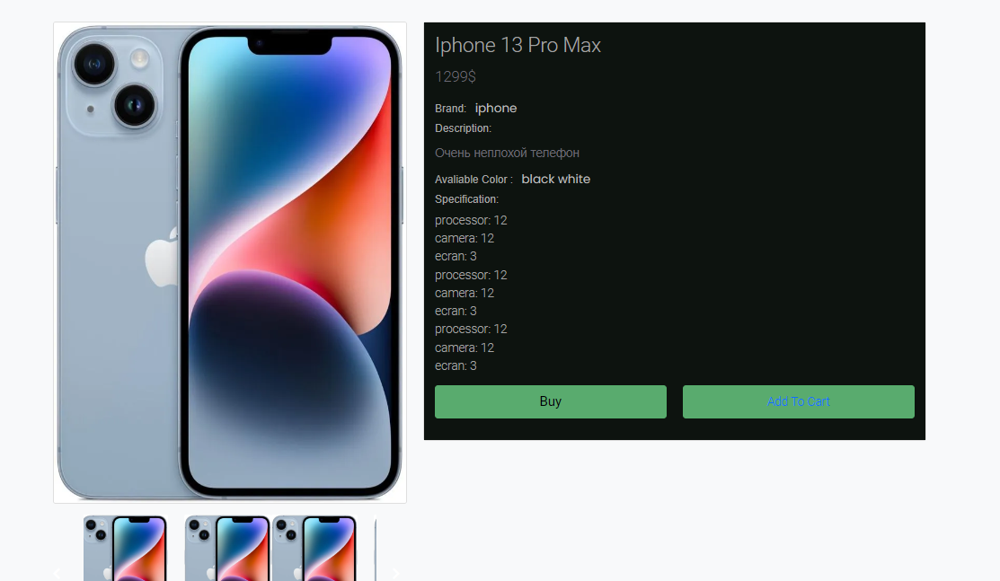 Iphone 13 Pro Max
1299$
Brand: iphone
Description:
Очень неплохой телефон
Avaliable Color : black white
Specification:
processor: 12
camera: 12
ecran: 3
processor: 12
camera: 12
ecran: 3
processor: 12
camera: 12
ecran: 3
Buy
Add To Cart